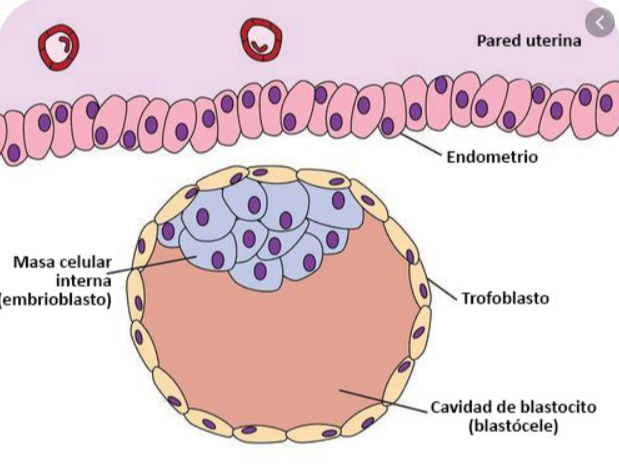 Pared uterina
Endometrio
Masa celular
interna
(embrioblasto)
Trofoblasto
Cavidad de blastocito
(blastócele)